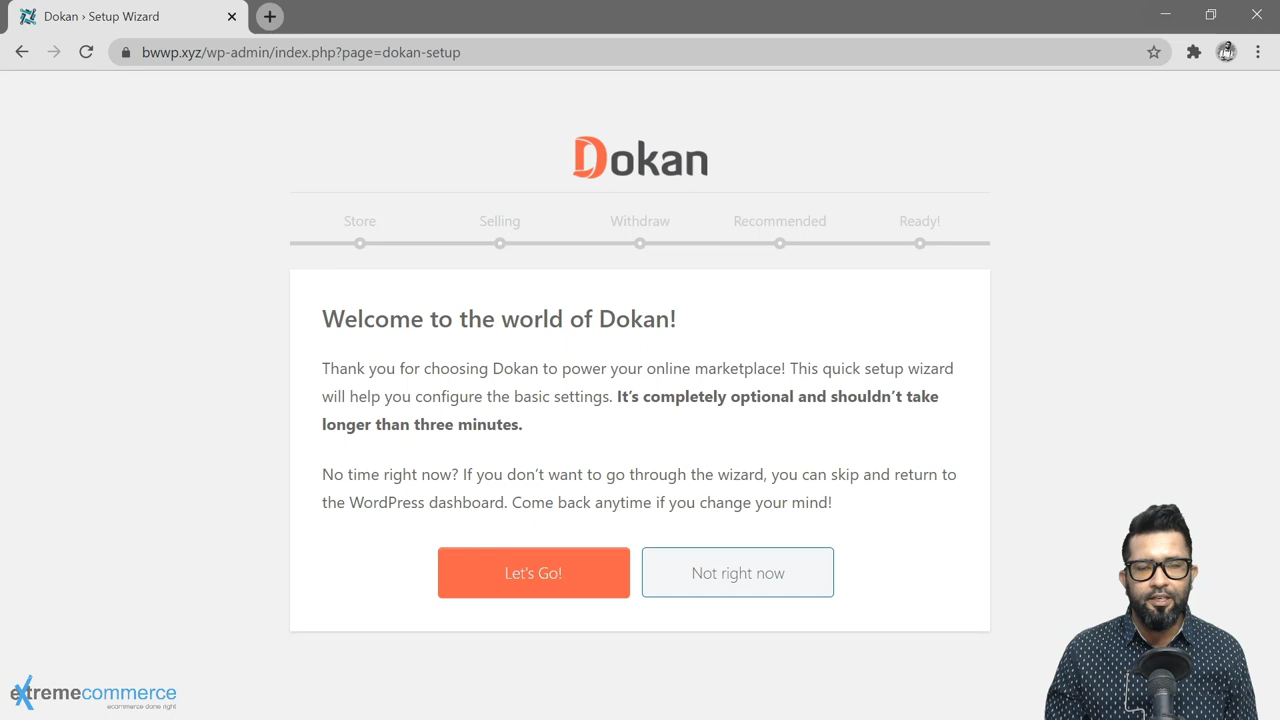 Dokan › Setup Wizard
bwwp.xyz/wp-admin/index.php?page=dokan-setup
Dokan
Store Selling Withdraw Recommended Ready!
Welcome to the world of Dokan!
Thank you for choosing Dokan to power your online marketplace! This quick setup wizard
will help you configure the basic settings. It’s completely optional and shouldn’t take
longer than three minutes.
No time right now? If you don’t want to go through the wizard, you can skip and return to
the WordPress dashboard. Come back anytime if you change your mind!
Let's Go! Not right now
extremecommerce
ecommerce done right